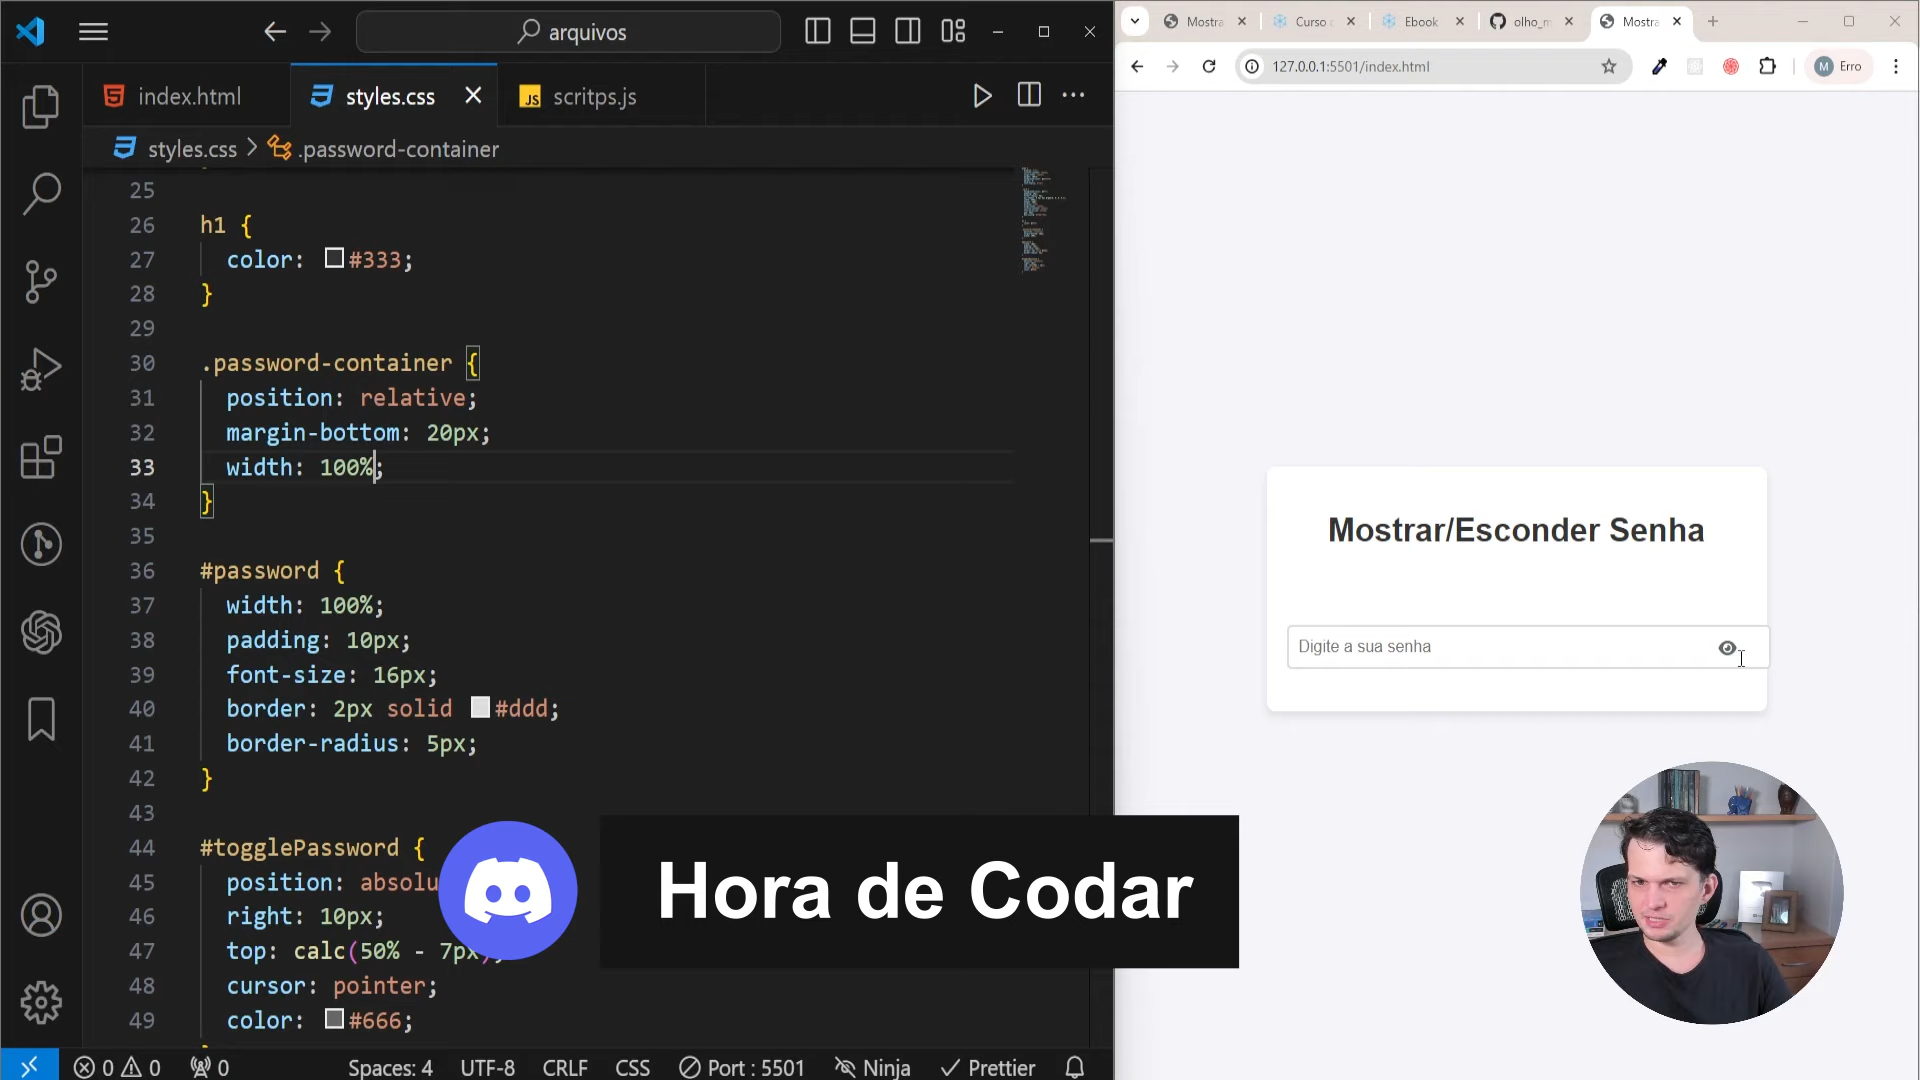 arquivos
index.html
styles.css
JS scritps.js
styles.css > .password-container
25
26 h1 {
27 color: #333;
28 }
29
30 .password-container {
31 position: relative;
32 margin-bottom: 20px;
33 width: 100%;
34 }
35
36 #password {
37 width: 100%;
38 padding: 10px;
39 font-size: 16px;
40 border: 2px solid #ddd;
41 border-radius: 5px;
42 }
43
44 #togglePassword {
45 position: absolu
46 right: 10px;
47 top: calc(50% - 7px);
48 cursor: pointer;
49 color: #666;
Hora de Codar
0 0 0 Spaces: 4 UTF-8 CRLF CSS Port : 5501 Ninja Prettier
Mostra Curso Ebook olho_m Mostra
127.0.0.1:5501/index.html
M Erro
Mostrar/Esconder Senha
Digite a sua senha